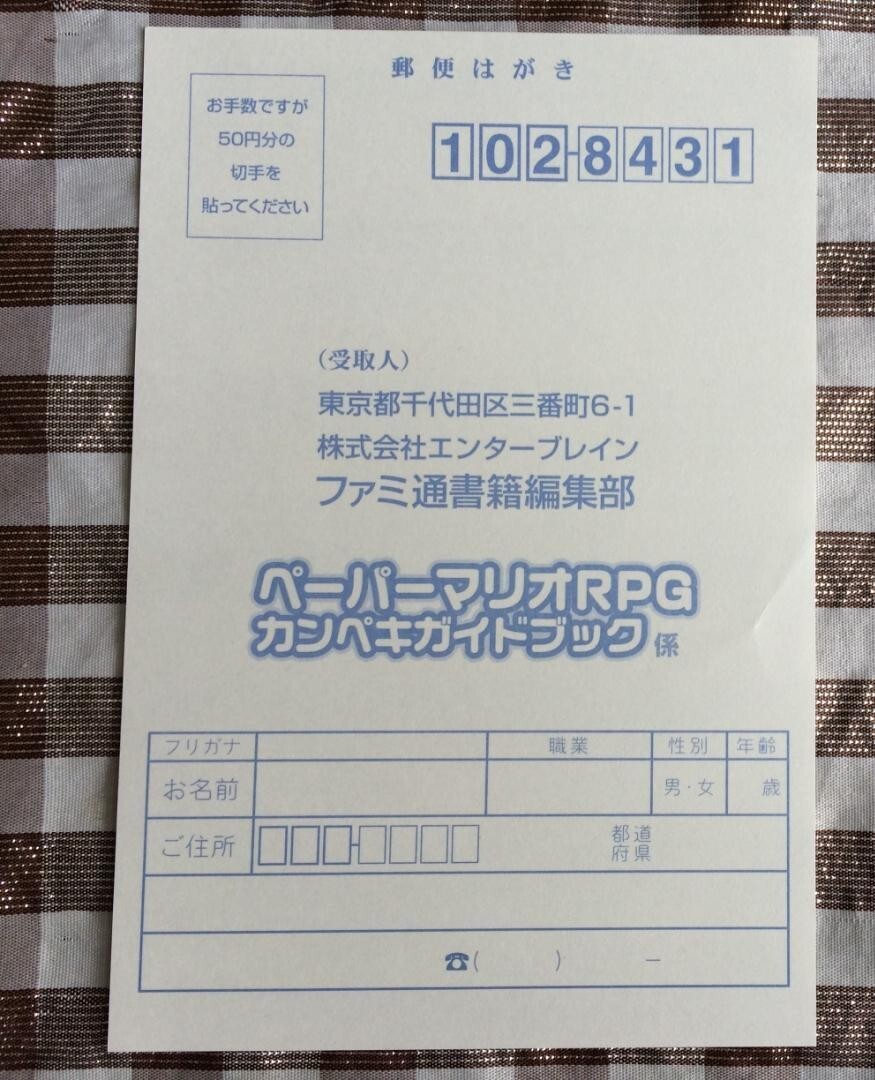 郵便はがき
お手数ですが
50円分の
切手を
貼ってください
102-8431
(受取人)
東京都千代田区三番町6-1
株式会社エンターブレイン
ファミ通書籍編集部
ペーパーマリオRPG
カンペキガイドブック係
フリガナ 職業 性別 年齢
お名前 男・女 歳
ご住所 - 都道
府県
☎( ) －